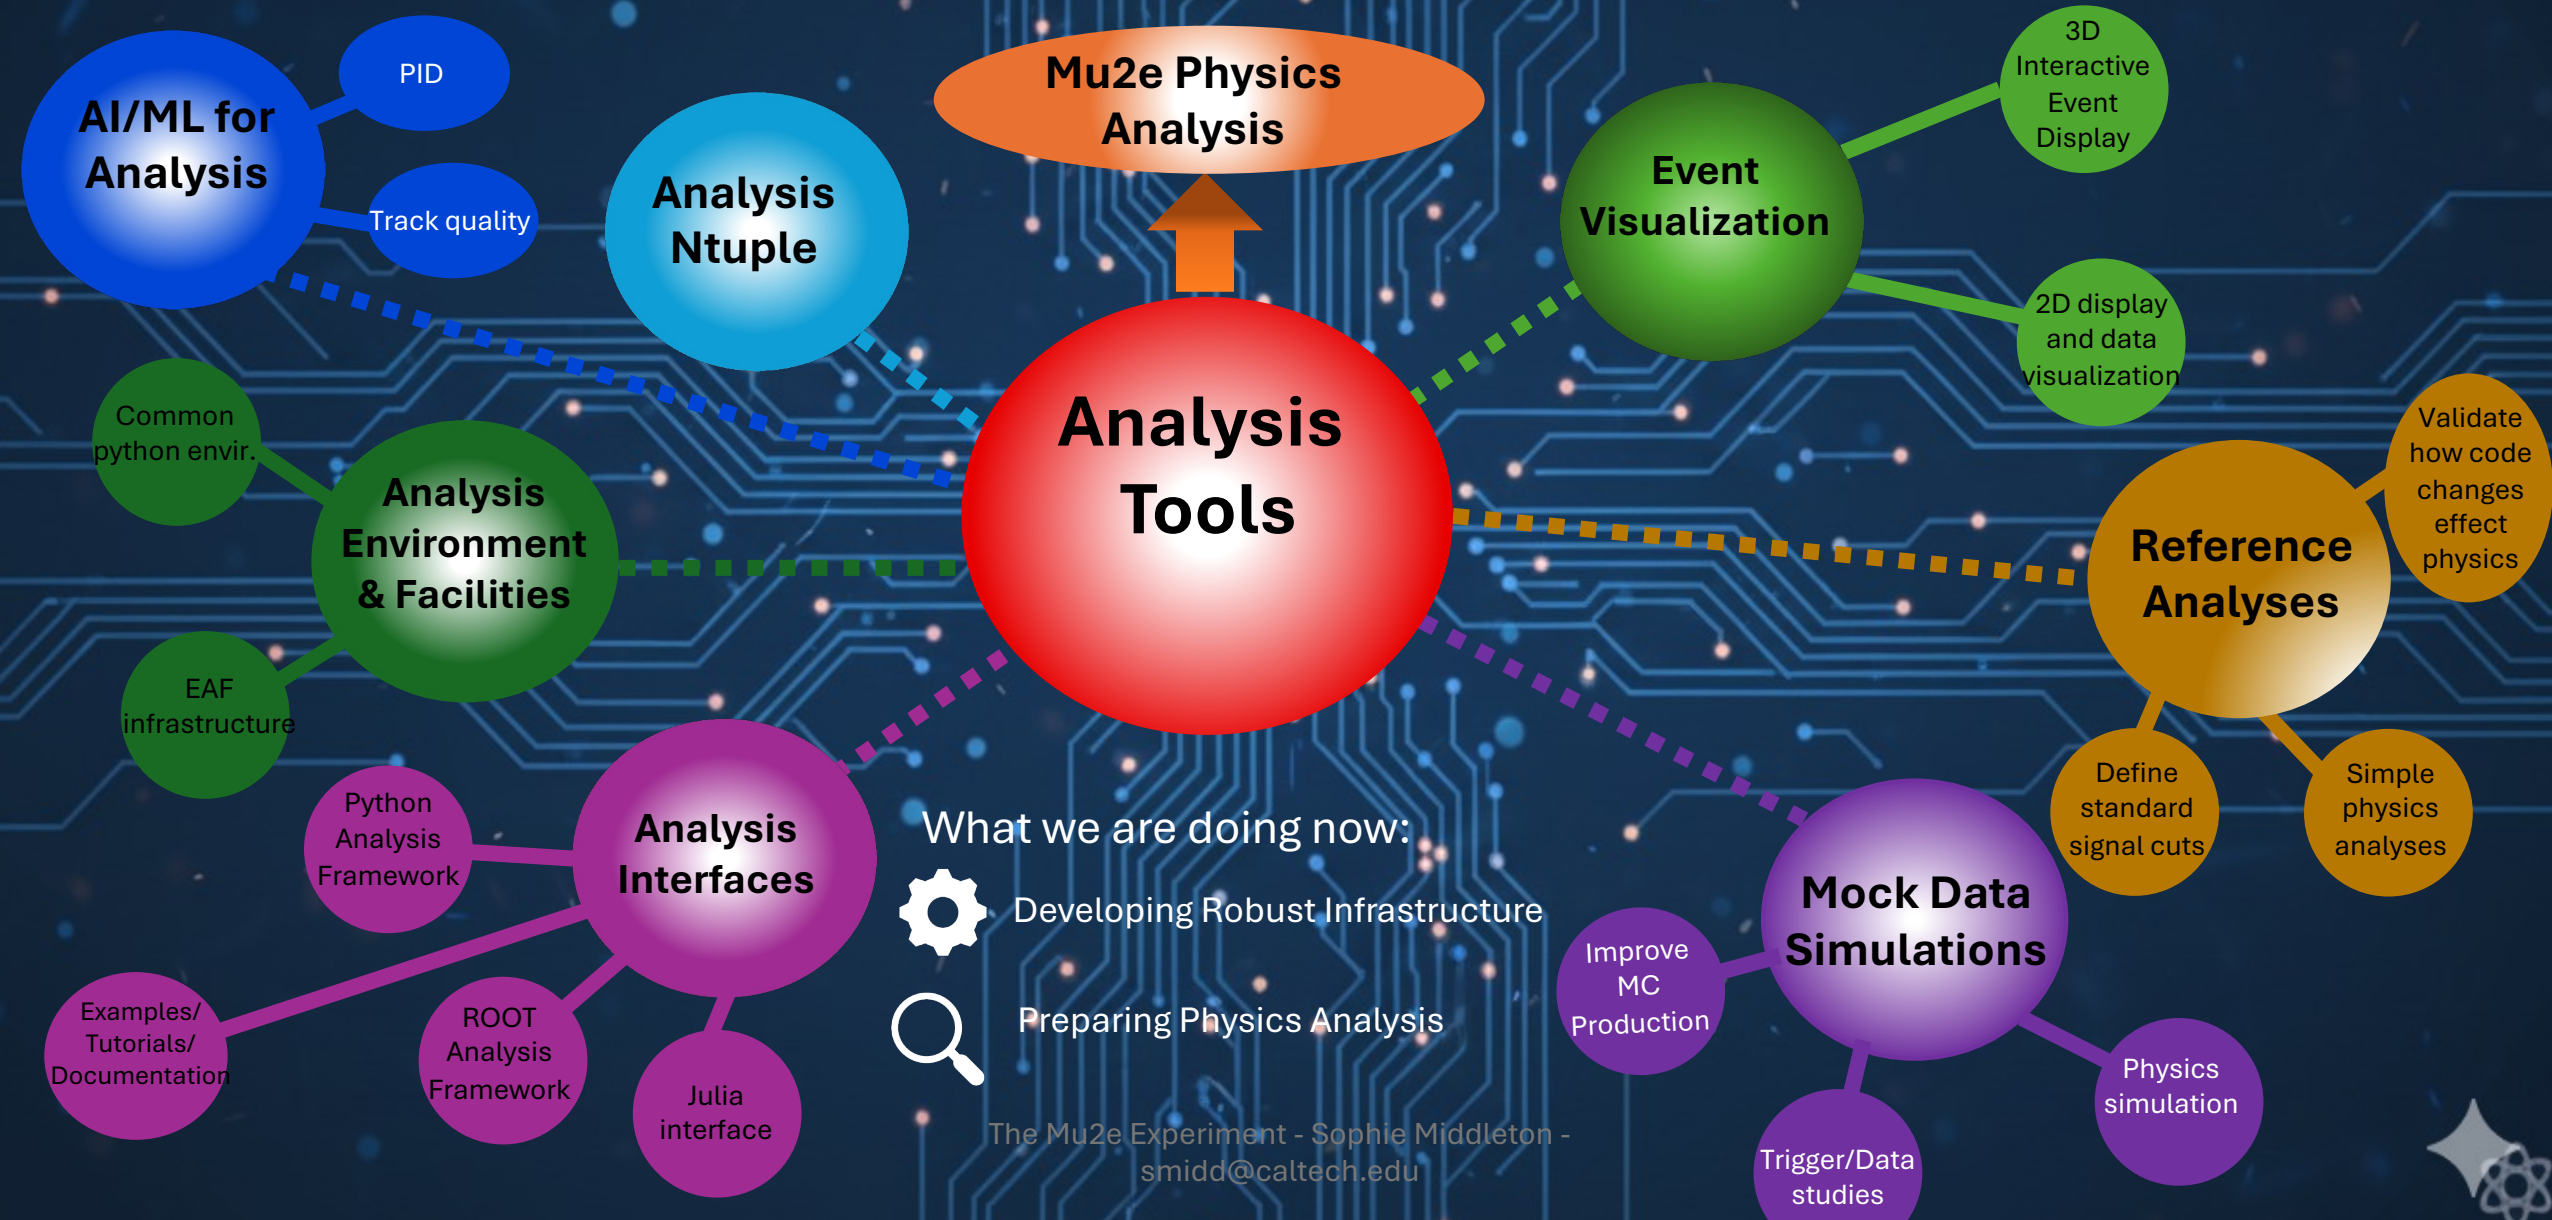 AI/ML for
Analysis
PID
Track quality
Analysis
Ntuple
Mu2e Physics
Analysis
Event
Visualization
3D
Interactive
Event
Display
2D display
and data
visualization
Analysis
Tools
Common
python envir.
Analysis
Environment
& Facilities
EAF
infrastructure
Validate
how code
changes
effect
physics
Reference
Analyses
Define
standard
signal cuts
Simple
physics
analyses
Python
Analysis
Framework
Analysis
Interfaces
Examples/
Tutorials/
Documentation
ROOT
Analysis
Framework
Julia
interface
What we are doing now:
Developing Robust Infrastructure
Preparing Physics Analysis
Mock Data
Simulations
Improve
MC
Production
Physics
simulation
Trigger/Data
studies
The Mu2e Experiment - Sophie Middleton -
smidd@caltech.edu